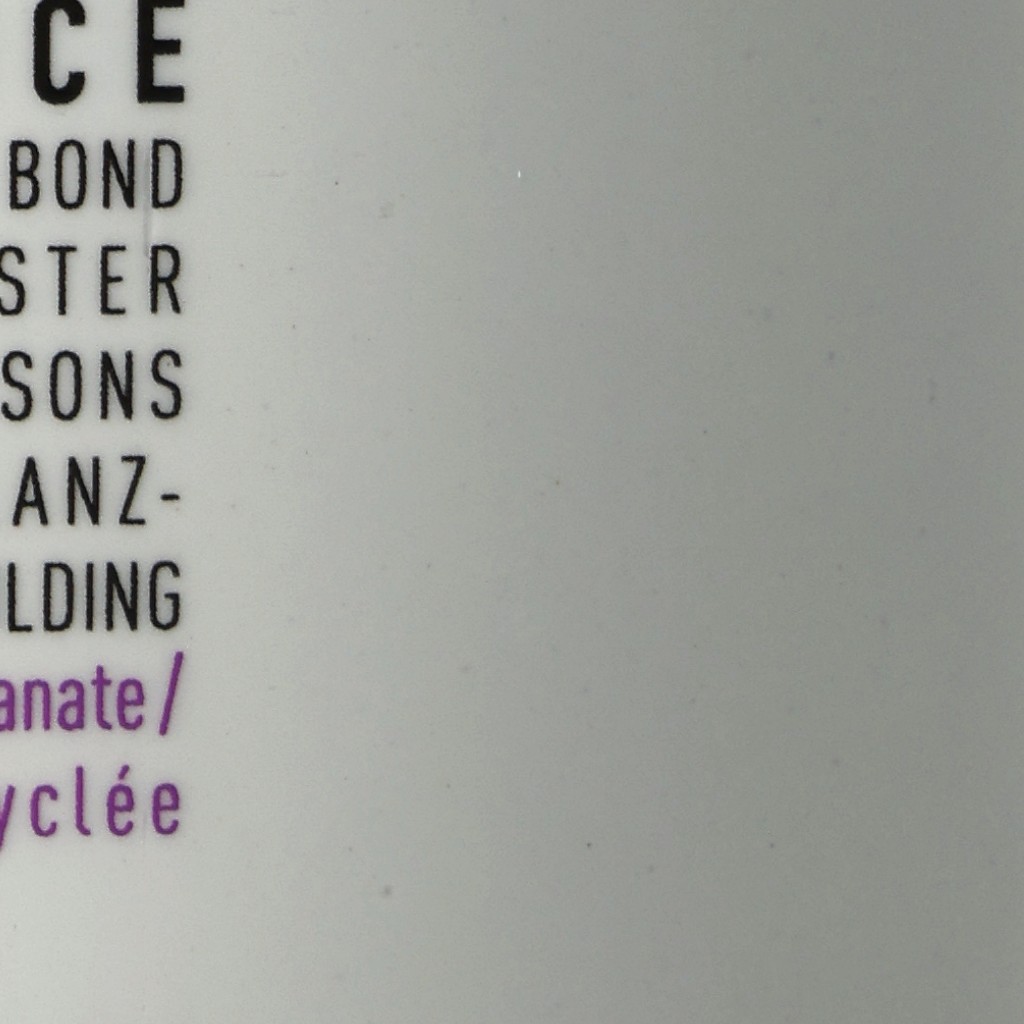 CE
BOND
STER
SONS
ANZ-
LDING
anate/
yclée